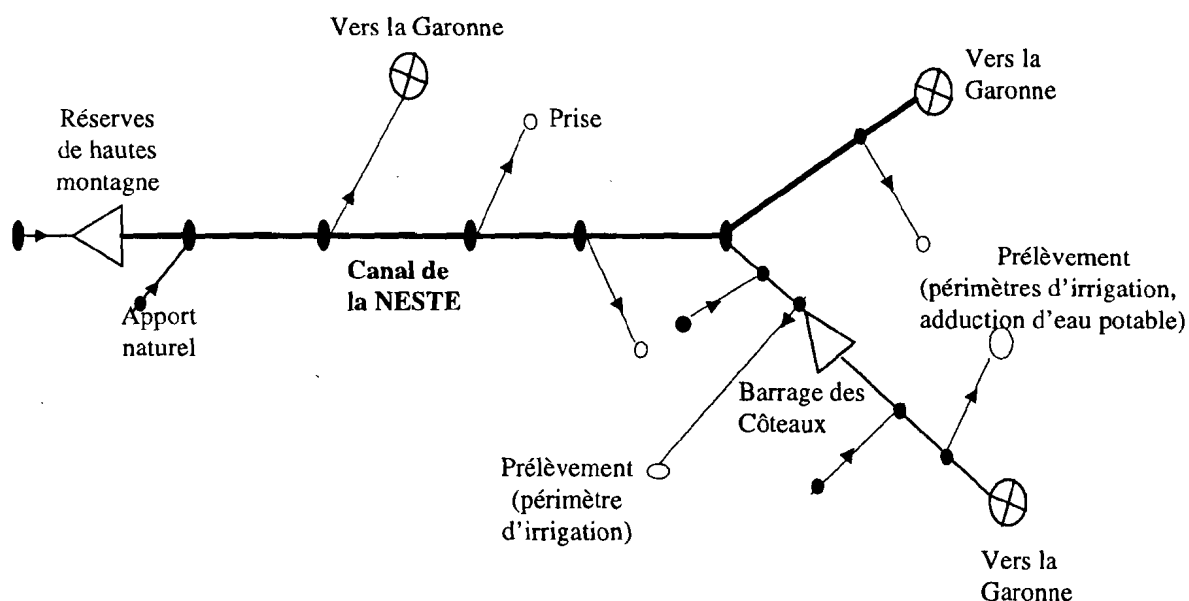 Vers la Garonne
Vers la
Garonne
Réserves
de hautes
montagne
Prise
Canal de
la NESTE
Apport
naturel
Prélèvement
(périmètres d'irrigation,
adduction d'eau potable)
Barrage des
Côteaux
Prélèvement
(périmètre
d'irrigation)
Vers la
Garonne